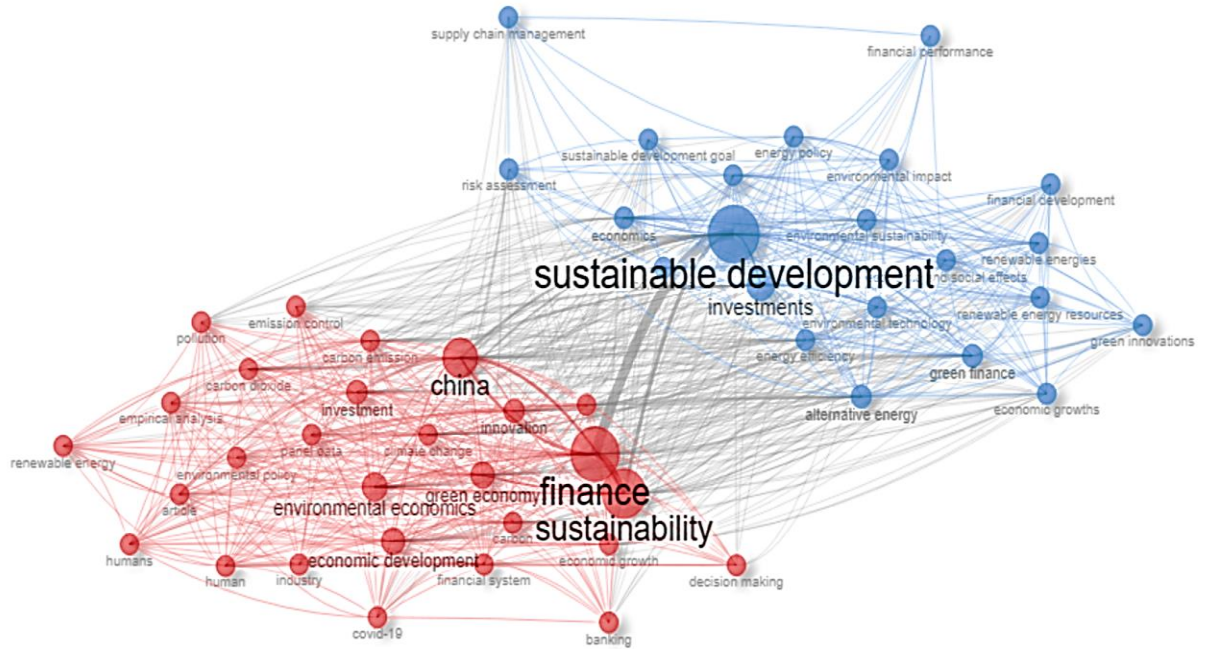 supply chain management
financial performance
sustainable development goal
energy policy
environmental impact
risk assessment
financial development
economics
environmental sustainability
renewable energies
sustainable development
no social effects
investments
renewable energy resources
environmental technology
green innovations
energy efficiency
green finance
alternative energy
economic growths
pollution
emission control
carbon emission
china
carbon dioxide
investment
empirical analysis
innovation
panel data
climate change
renewable energy
environmental policy
green economy
finance
article
environmental economics
carbon
sustainability
humans
human
industry
economic development
financial system
economic growth
decision making
covid-19
banking